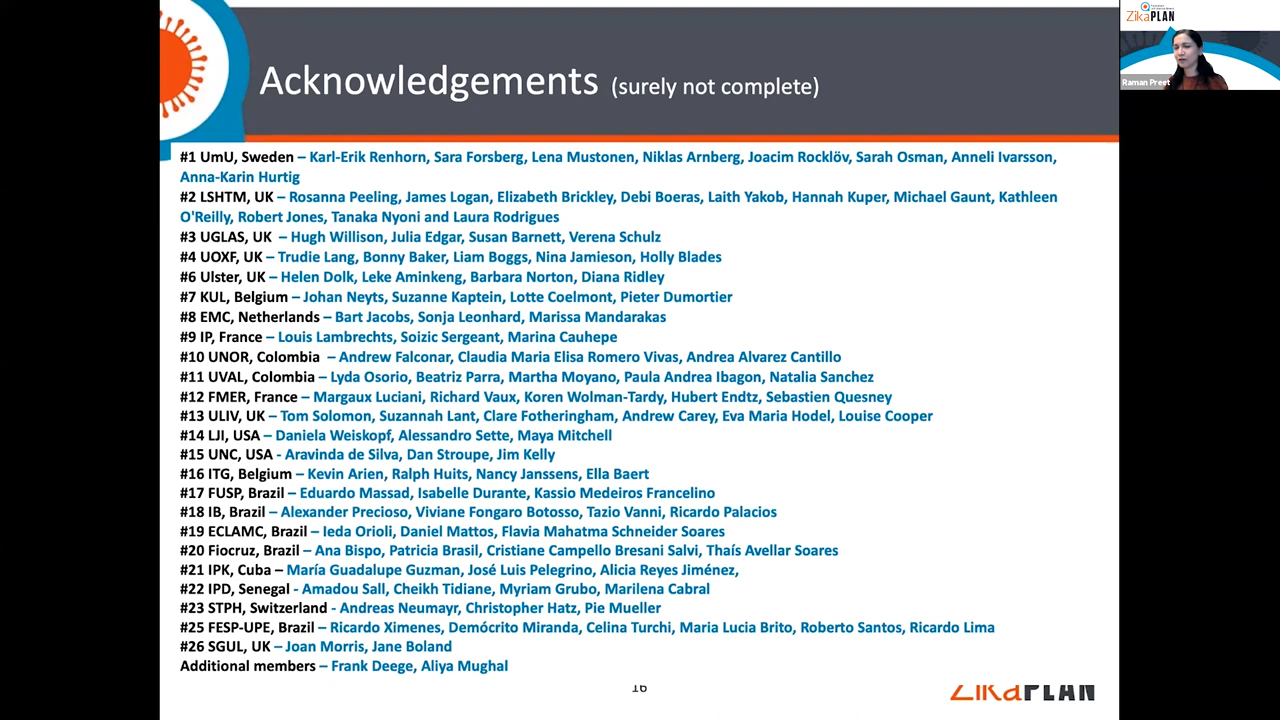 Acknowledgements (surely not complete)
#1 UmU, Sweden – Karl-Erik Renhorn, Sara Forsberg, Lena Mustonen, Niklas Arnberg, Joacim Rocklöv, Sarah Osman, Anneli Ivarsson,
Anna-Karin Hurtig
#2 LSHTM, UK – Rosanna Peeling, James Logan, Elizabeth Brickley, Debi Boeras, Laith Yakob, Hannah Kuper, Michael Gaunt, Kathleen
O'Reilly, Robert Jones, Tanaka Nyoni and Laura Rodrigues
#3 UGLAS, UK – Hugh Willison, Julia Edgar, Susan Barnett, Verena Schulz
#4 UOXF, UK – Trudie Lang, Bonny Baker, Liam Boggs, Nina Jamieson, Holly Blades
#6 Ulster, UK – Helen Dolk, Leke Aminkeng, Barbara Norton, Diana Ridley
#7 KUL, Belgium – Johan Neyts, Suzanne Kaptein, Lotte Coelmont, Pieter Dumortier
#8 EMC, Netherlands – Bart Jacobs, Sonja Leonhard, Marissa Mandarakas
#9 IP, France – Louis Lambrechts, Soizic Sergeant, Marina Cauhepe
#10 UNOR, Colombia – Andrew Falconar, Claudia Maria Elisa Romero Vivas, Andrea Alvarez Cantillo
#11 UVAL, Colombia – Lyda Osorio, Beatriz Parra, Martha Moyano, Paula Andrea Ibagon, Natalia Sanchez
#12 FMER, France – Margaux Luciani, Richard Vaux, Koren Wolman-Tardy, Hubert Endtz, Sebastien Quesney
#13 ULIV, UK – Tom Solomon, Suzannah Lant, Clare Fotheringham, Andrew Carey, Eva Maria Hodel, Louise Cooper
#14 LJI, USA – Daniela Weiskopf, Alessandro Sette, Maya Mitchell
#15 UNC, USA - Aravinda de Silva, Dan Stroupe, Jim Kelly
#16 ITG, Belgium – Kevin Arien, Ralph Huits, Nancy Janssens, Ella Baert
#17 FUSP, Brazil – Eduardo Massad, Isabelle Durante, Kassio Medeiros Francelino
#18 IB, Brazil – Alexander Precioso, Viviane Fongaro Botosso, Tazio Vanni, Ricardo Palacios
#19 ECLAMC, Brazil – Ieda Orioli, Daniel Mattos, Flavia Mahatma Schneider Soares
#20 Fiocruz, Brazil – Ana Bispo, Patricia Brasil, Cristiane Campello Bresani Salvi, Thaís Avellar Soares
#21 IPK, Cuba – María Guadalupe Guzman, José Luis Pelegrino, Alicia Reyes Jiménez,
#22 IPD, Senegal - Amadou Sall, Cheikh Tidiane, Myriam Grubo, Marilena Cabral
#23 STPH, Switzerland - Andreas Neumayr, Christopher Hatz, Pie Mueller
#25 FESP-UPE, Brazil – Ricardo Ximenes, Demócrito Miranda, Celina Turchi, Maria Lucia Brito, Roberto Santos, Ricardo Lima
#26 SGUL, UK – Joan Morris, Jane Boland
Additional members – Frank Deege, Aliya Mughal
16
ZikaPLAN
ZikaPLAN
Raman Preet